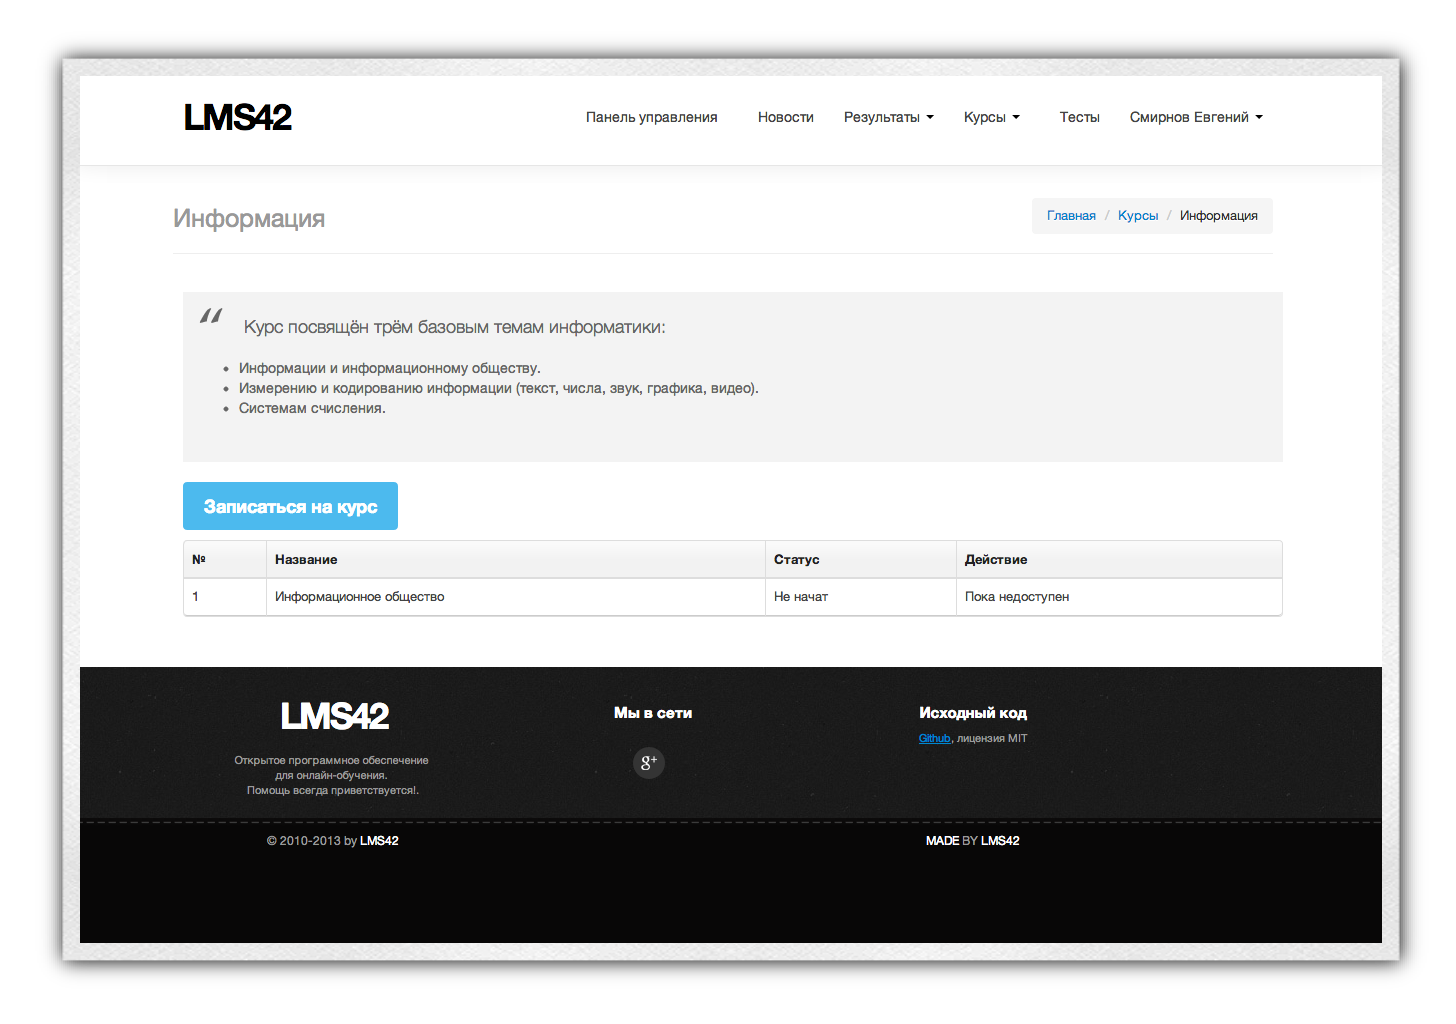 LMS42
Панель управления Новости Результаты Курсы Тесты Смирнов Евгений
Информация
Главная / Курсы / Информация
“ Курс посвящён трём базовым темам информатики:
• Информации и информационному обществу.
• Измерению и кодированию информации (текст, числа, звук, графика, видео).
• Системам счисления.
Записаться на курс
№ Название Статус Действие
1 Информационное общество Не начат Пока недоступен
LMS42
Открытое программное обеспечение
для онлайн-обучения.
Помощь всегда приветствуется!.
Мы в сети
g+
Исходный код
Github, лицензия MIT
© 2010-2013 by LMS42
MADE BY LMS42